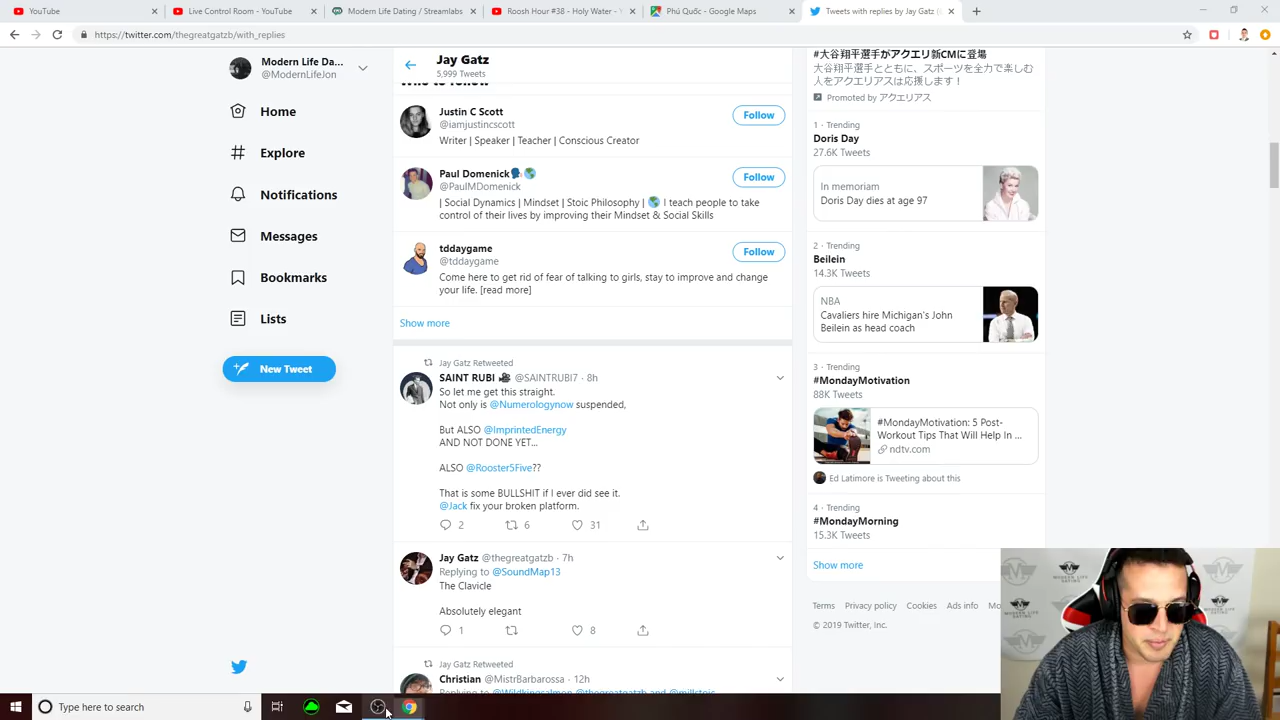 YouTube
Live Control Room - YouTube
Modern Life Dating / Streamlabs
Roosh Hour #38 - Holy Water -
Phú Quốc - Google Maps
Tweets with replies by Jay Gatz (
https://twitter.com/thegreatgatzb/with_replies
Modern Life Da...
@ModernLifeJon
Home
Explore
Notifications
Messages
Bookmarks
Lists
New Tweet
Jay Gatz
5,999 Tweets
Who to follow
Justin C Scott
@iamjustincscott
Writer | Speaker | Teacher | Conscious Creator
Follow
Paul Domenick
@PaulMDomenick
| Social Dynamics | Mindset | Stoic Philosophy | I teach people to take
control of their lives by improving their Mindset & Social Skills
Follow
tddaygame
@tddaygame
Come here to get rid of fear of talking to girls, stay to improve and change
your life. [read more]
Follow
Show more
Jay Gatz Retweeted
SAINT RUBI @SAINTRUBI7 · 8h
So let me get this straight.
Not only is @Numerologynow suspended,
But ALSO @ImprintedEnergy
AND NOT DONE YET...
ALSO @Rooster5Five??
That is some BULLSHIT if I ever did see it.
@Jack fix your broken platform.
2 6 31
Jay Gatz @thegreatgatzb · 7h
Replying to @SoundMap13
The Clavicle
Absolutely elegant
1 8
Jay Gatz Retweeted
Christian @MistrBarbarossa · 12h
Replying to @Wildkingsalmon @thegreatgatzb and @millstoic
#大谷翔平選手がアクエリ新CMに登場
大谷翔平選手とともに、スポーツを全力で楽しむ
人をアクエリアスは応援します！
Promoted by アクエリアス
1 · Trending
Doris Day
27.6K Tweets
In memoriam
Doris Day dies at age 97
2 · Trending
Beilein
14.3K Tweets
NBA
Cavaliers hire Michigan's John
Beilein as head coach
3 · Trending
#MondayMotivation
88K Tweets
#MondayMotivation: 5 Post-
Workout Tips That Will Help In ...
ndtv.com
Ed Latimore is Tweeting about this
4 · Trending
#MondayMorning
15.3K Tweets
Show more
Terms Privacy policy Cookies Ads info Mo
© 2019 Twitter, Inc.
MODERN LIFE
DATING
Type here to search